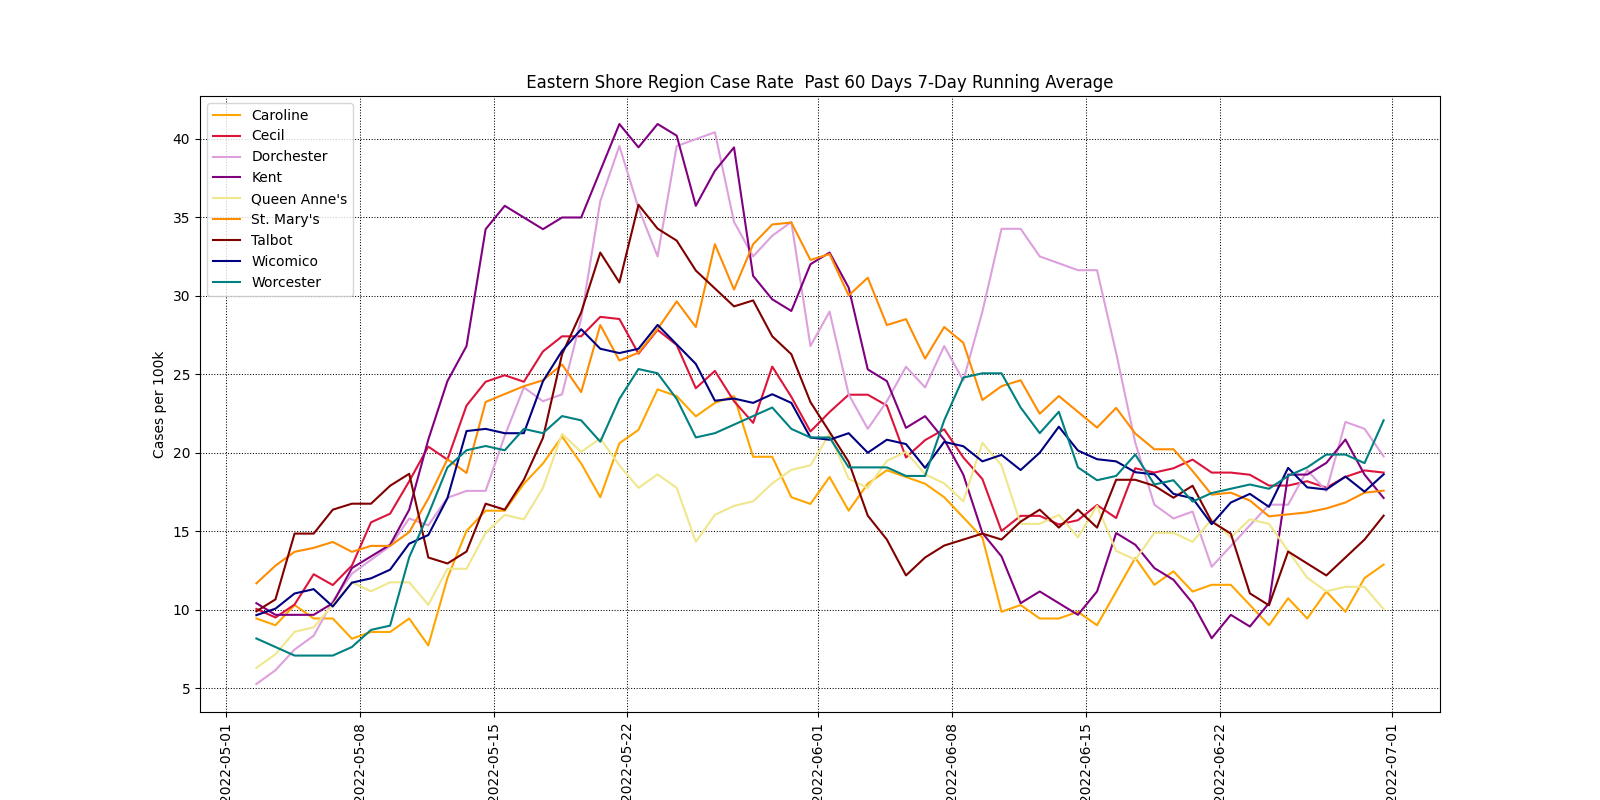 Eastern Shore Region Case Rate  Past 60 Days 7-Day Running Average
Caroline
Cecil
Dorchester
Kent
Queen Anne's
St. Mary's
Talbot
Wicomico
Worcester
Cases per 100k
40
35
30
25
20
15
10
5
2022-05-01
2022-05-08
2022-05-15
2022-05-22
2022-06-01
2022-06-08
2022-06-15
2022-06-22
2022-07-01